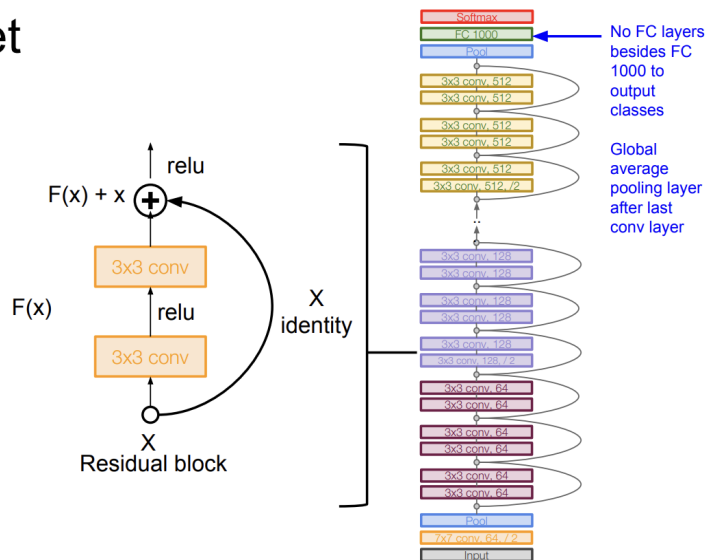 et
relu
F(x) + x
3x3 conv
F(x)
relu
3x3 conv
X
Residual block
X
identity
Softmax
FC 1000
Pool
3x3 conv, 512
3x3 conv, 512
3x3 conv, 512
3x3 conv, 512
3x3 conv, 512
3x3 conv, 512, /2
..
3x3 conv, 128
3x3 conv, 128
3x3 conv, 128
3x3 conv, 128
3x3 conv, 128
3x3 conv, 128, / 2
3x3 conv, 64
3x3 conv, 64
3x3 conv, 64
3x3 conv, 64
3x3 conv, 64
3x3 conv, 64
Pool
7x7 conv, 64, / 2
Input
No FC layers
besides FC
1000 to
output
classes
Global
average
pooling layer
after last
conv layer